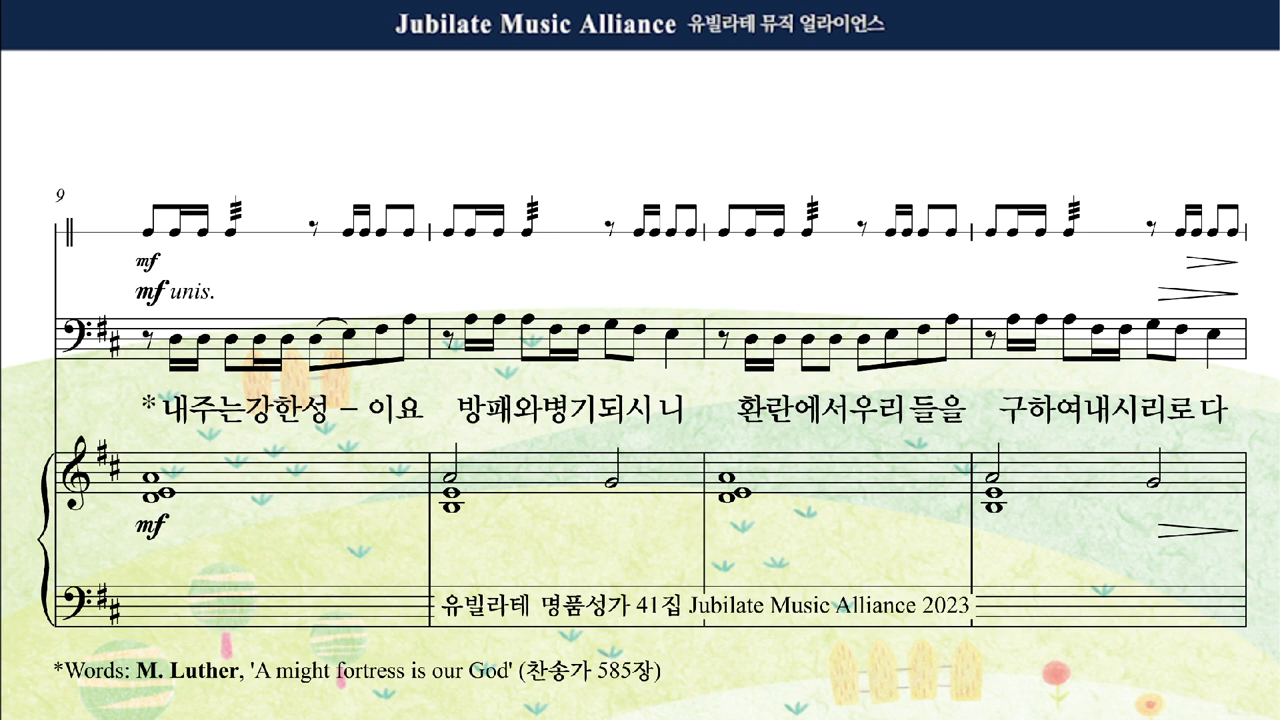 Jubilate Music Alliance 유빌라테 뮤직 얼라이언스
9
mf
mf unis.
*내주는강한성 – 이요 방패와병기되시니 환란에서우리들을 구하여내시리로다
mf
유빌라테 명품성가 41집 Jubilate Music Alliance 2023
*Words: M. Luther, 'A might fortress is our God' (찬송가 585장)